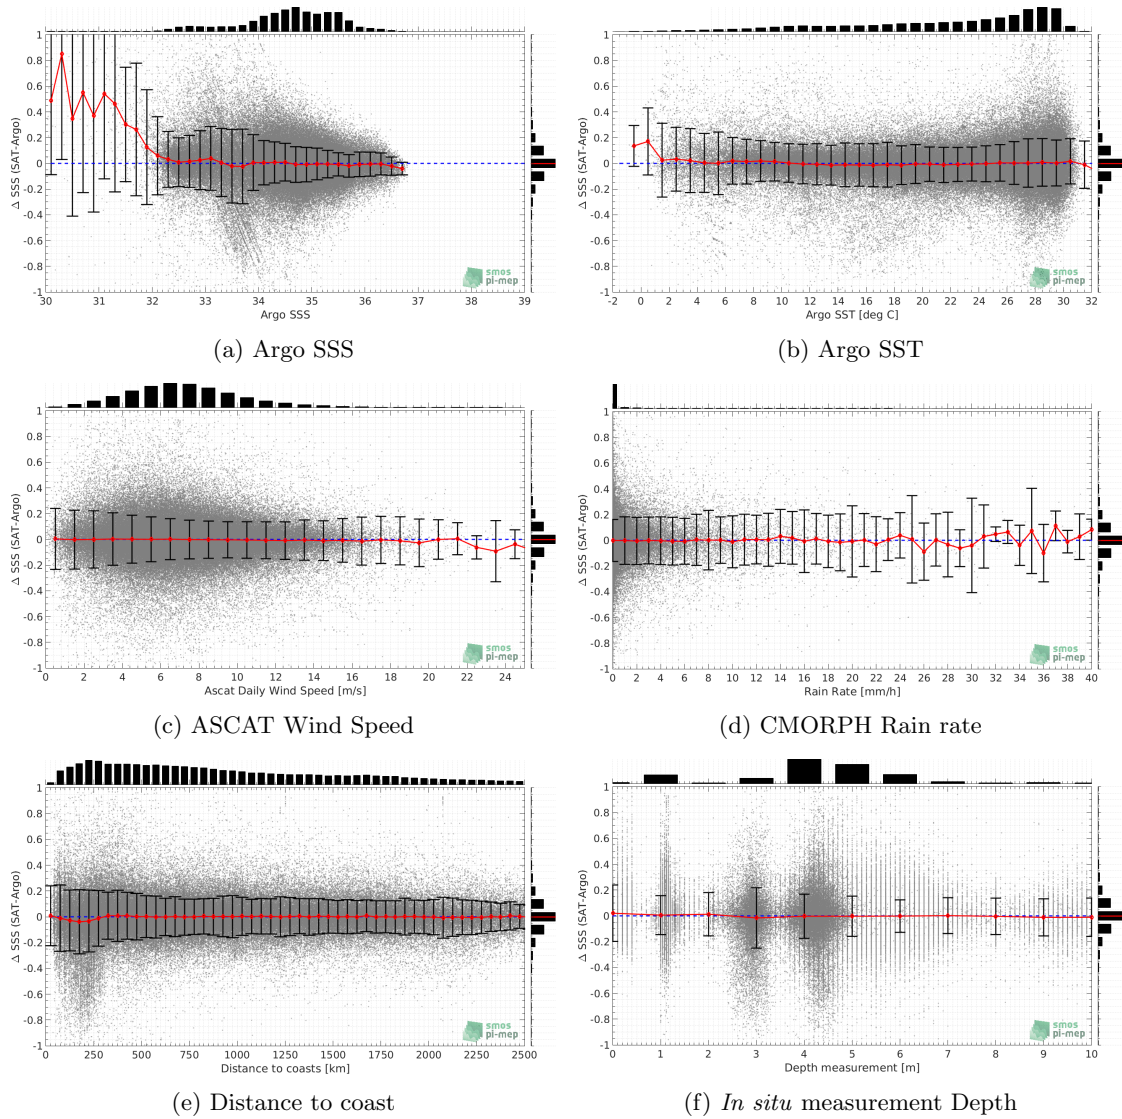 1
0.8
0.6
0.4
0.2
0
-0.2
-0.4
-0.6
-0.8
-1
Δ SSS (SAT-Argo)
30 31 32 33 34 35 36 37 38 39
Argo SSS
smos
pi-mep
(a) Argo SSS
1
0.8
0.6
0.4
0.2
0
-0.2
-0.4
-0.6
-0.8
-1
Δ SSS (SAT-Argo)
-2 0 2 4 6 8 10 12 14 16 18 20 22 24 26 28 30 32
Argo SST [deg C]
smos
pi-mep
(b) Argo SST
1
0.8
0.6
0.4
0.2
0
-0.2
-0.4
-0.6
-0.8
-1
Δ SSS (SAT-Argo)
0 2 4 6 8 10 12 14 16 18 20 22 24
Ascat Daily Wind Speed [m/s]
smos
pi-mep
(c) ASCAT Wind Speed
1
0.8
0.6
0.4
0.2
0
-0.2
-0.4
-0.6
-0.8
-1
Δ SSS (SAT-Argo)
0 2 4 6 8 10 12 14 16 18 20 22 24 26 28 30 32 34 36 38 40
Rain Rate [mm/h]
smos
pi-mep
(d) CMORPH Rain rate
1
0.8
0.6
0.4
0.2
0
-0.2
-0.4
-0.6
-0.8
-1
Δ SSS (SAT-Argo)
0 250 500 750 1000 1250 1500 1750 2000 2250 2500
Distance to coasts [km]
smos
pi-mep
(e) Distance to coast
1
0.8
0.6
0.4
0.2
0
-0.2
-0.4
-0.6
-0.8
-1
Δ SSS (SAT-Argo)
0 1 2 3 4 5 6 7 8 9 10
Depth measurement [m]
smos
pi-mep
(f) In situ measurement Depth